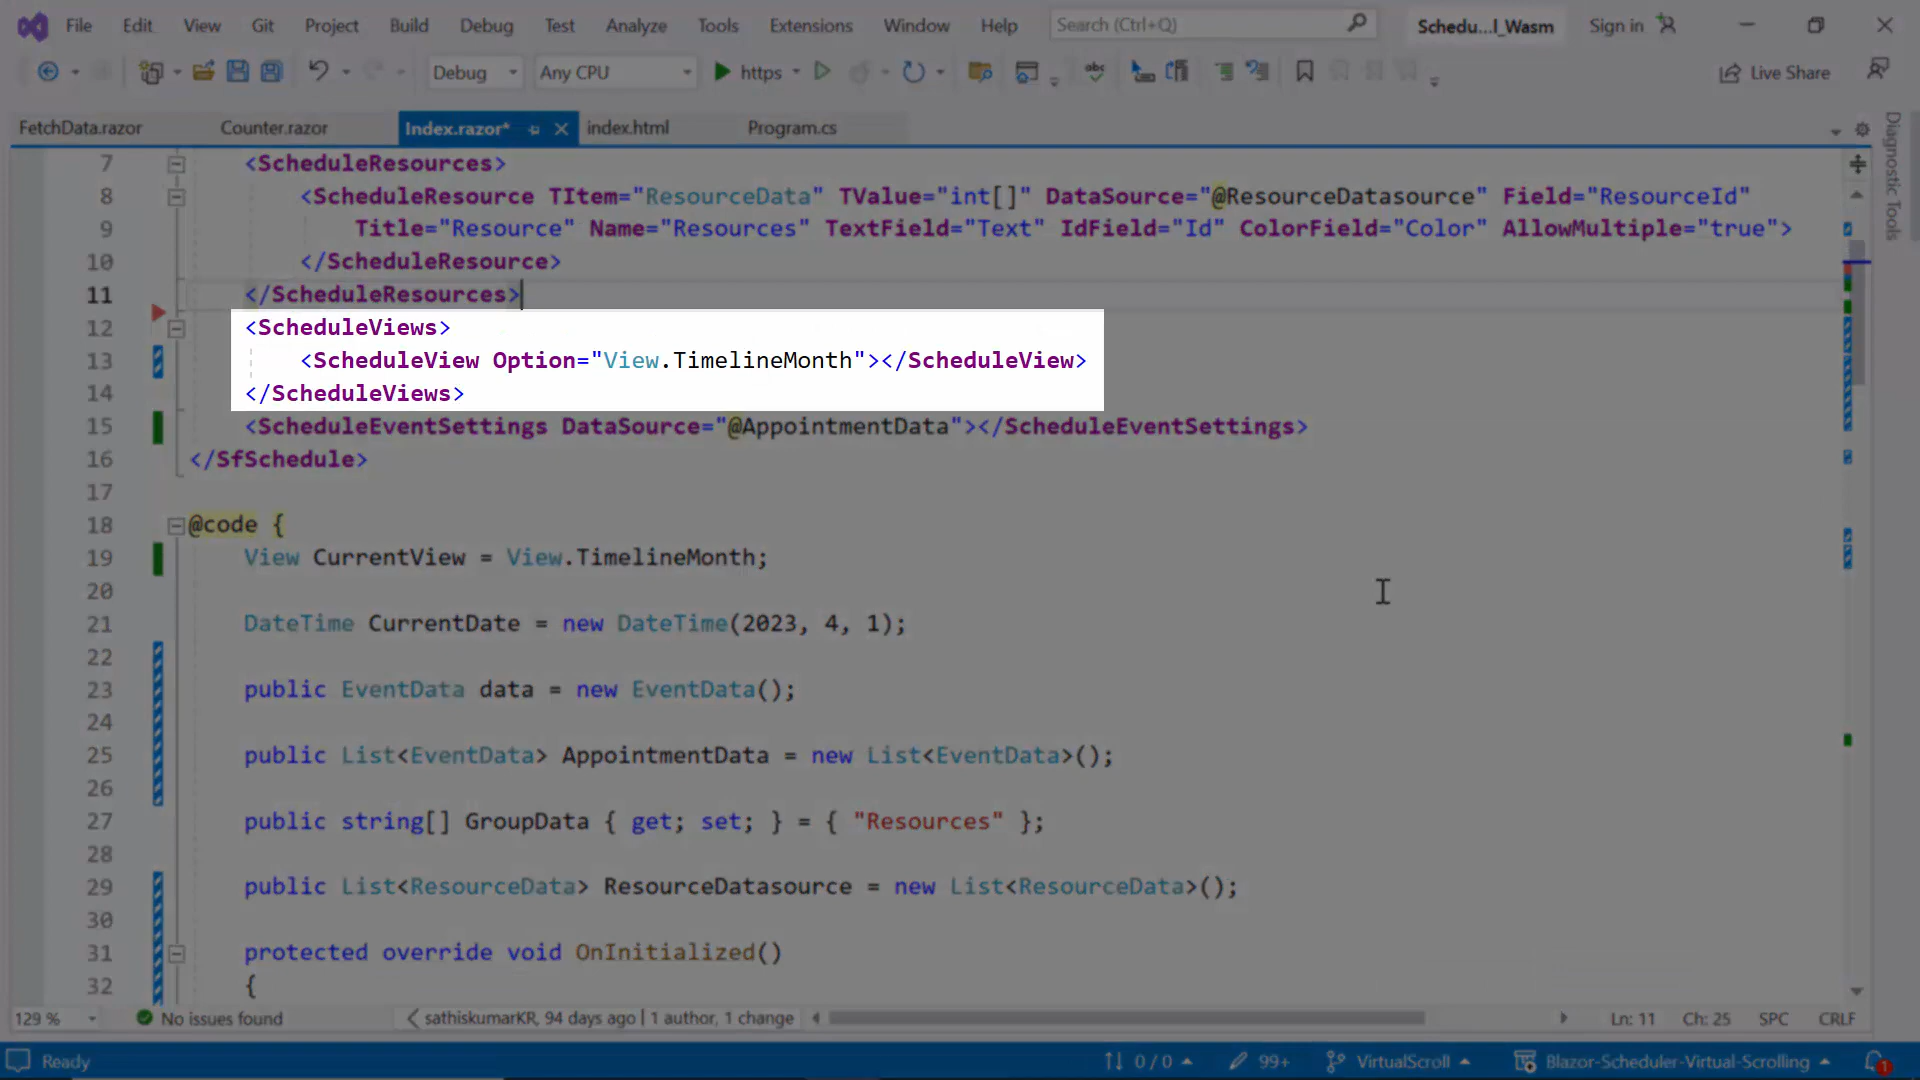 File Edit View Git Project Build Debug Test Analyze Tools Extensions Window Help Search (Ctrl+Q) Schedu...l_Wasm Sign in
Debug Any CPU https Live Share
FetchData.razor Counter.razor Index.razor* index.html Program.cs
Diagnostic Tools
7 <ScheduleResources>
8 <ScheduleResource TItem="ResourceData" TValue="int[]" DataSource="@ResourceDatasource" Field="ResourceId"
9 Title="Resource" Name="Resources" TextField="Text" IdField="Id" ColorField="Color" AllowMultiple="true">
10 </ScheduleResource>
11 </ScheduleResources>
12 <ScheduleViews>
13 <ScheduleView Option="View.TimelineMonth"></ScheduleView>
14 </ScheduleViews>
15 <ScheduleEventSettings DataSource="@AppointmentData"></ScheduleEventSettings>
16 </SfSchedule>
17
18 @code {
19 View CurrentView = View.TimelineMonth;
20
21 DateTime CurrentDate = new DateTime(2023, 4, 1);
22
23 public EventData data = new EventData();
24
25 public List<EventData> AppointmentData = new List<EventData>();
26
27 public string[] GroupData { get; set; } = { "Resources" };
28
29 public List<ResourceData> ResourceDatasource = new List<ResourceData>();
30
31 protected override void OnInitialized()
32 {
129 % No issues found sathiskumarKR, 94 days ago | 1 author, 1 change Ln: 11 Ch: 25 SPC CRLF
Ready 0 / 0 99+ VirtualScroll Blazor-Scheduler-Virtual-Scrolling 1